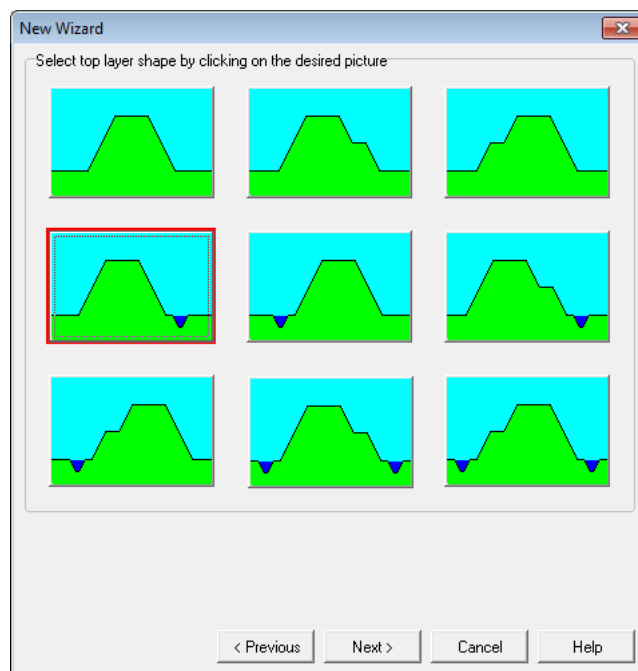 New Wizard
Select top layer shape by clicking on the desired picture
< Previous
Next >
Cancel
Help